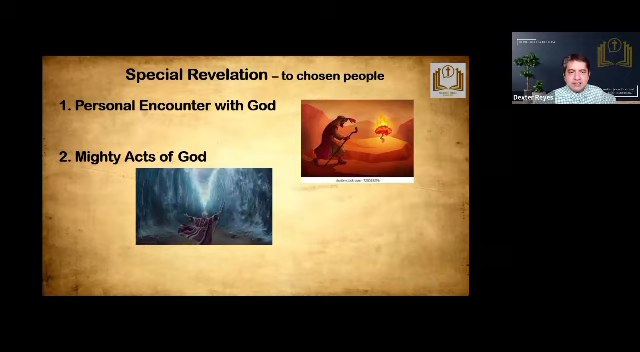 Special Revelation – to chosen people
1. Personal Encounter with God
2. Mighty Acts of God
Dexter Reyes